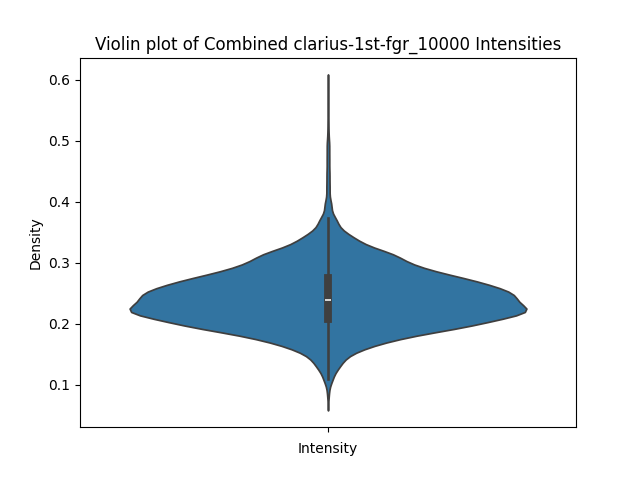 Violin plot of Combined clarius-1st-fgr_10000 Intensities
0.6
0.5
0.4
0.3
0.2
0.1
Density
Intensity